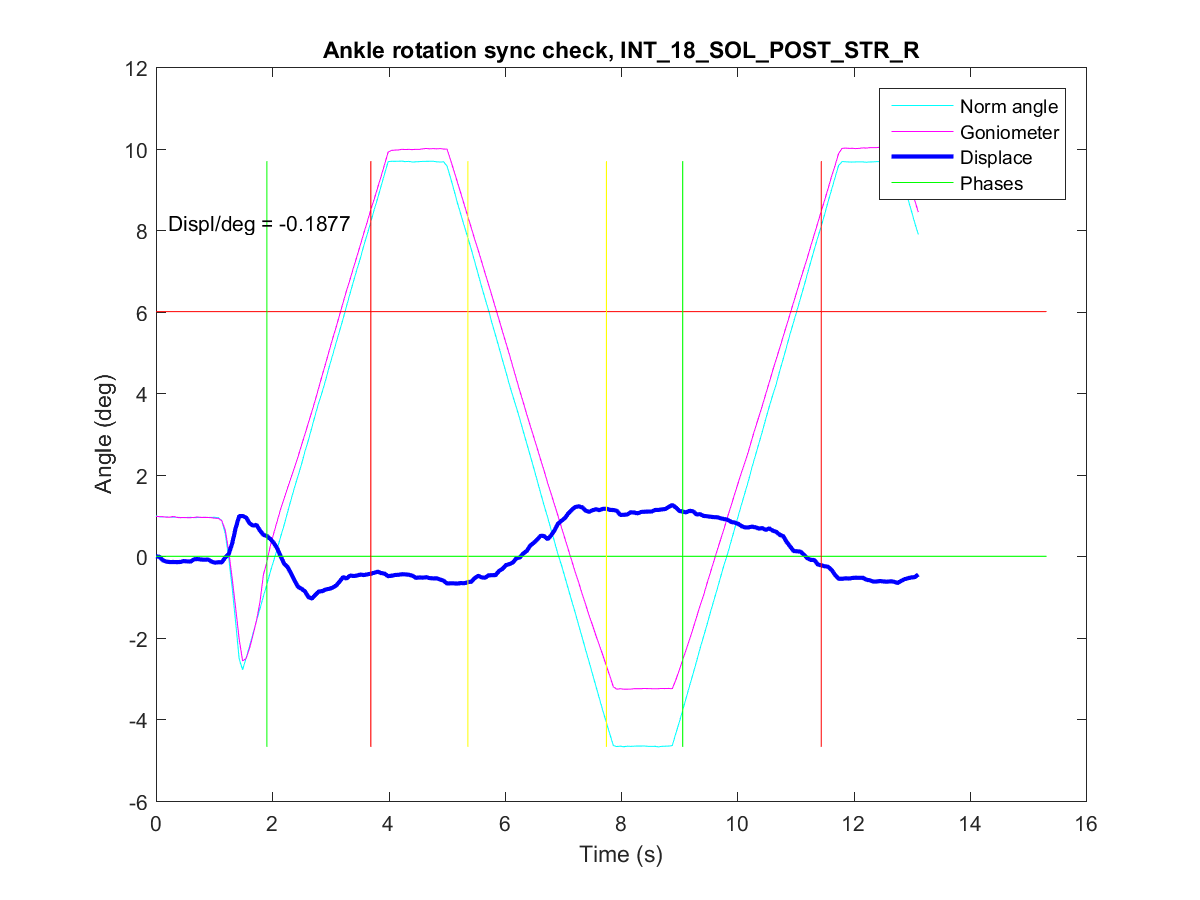 Ankle rotation sync check, INT_18_SOL_POST_STR_R
12
10
8
6
4
2
0
-2
-4
-6
Angle (deg)
Displ/deg = -0.1877
Norm angle
Goniometer
Displace
Phases
0 2 4 6 8 10 12 14 16
Time (s)